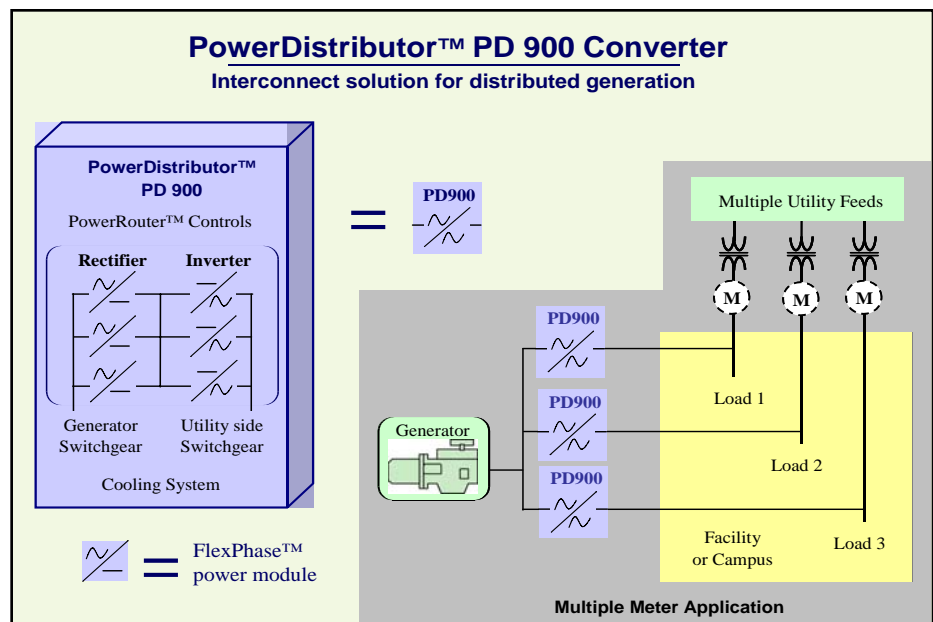 PowerDistributor™ PD 900 Converter
Interconnect solution for distributed generation
PowerDistributor™
PD 900
PowerRouter™ Controls
Rectifier
Inverter
Generator
Switchgear
Utility side
Switchgear
Cooling System
PD900
FlexPhase™
power module
Multiple Utility Feeds
M
M
M
PD900
PD900
PD900
Generator
Load 1
Load 2
Load 3
Facility
or Campus
Multiple Meter Application